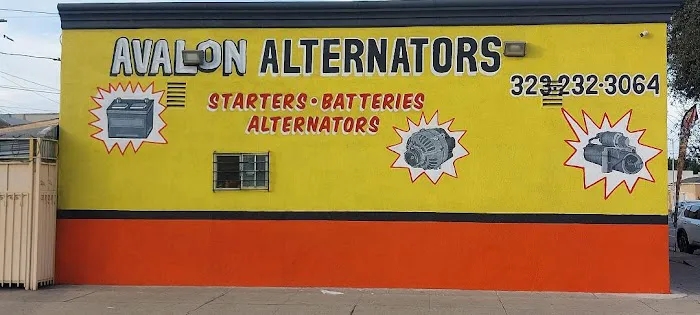 AVALON ALTERNATORS
323-232-3064
STARTERS • BATTERIES
ALTERNATORS